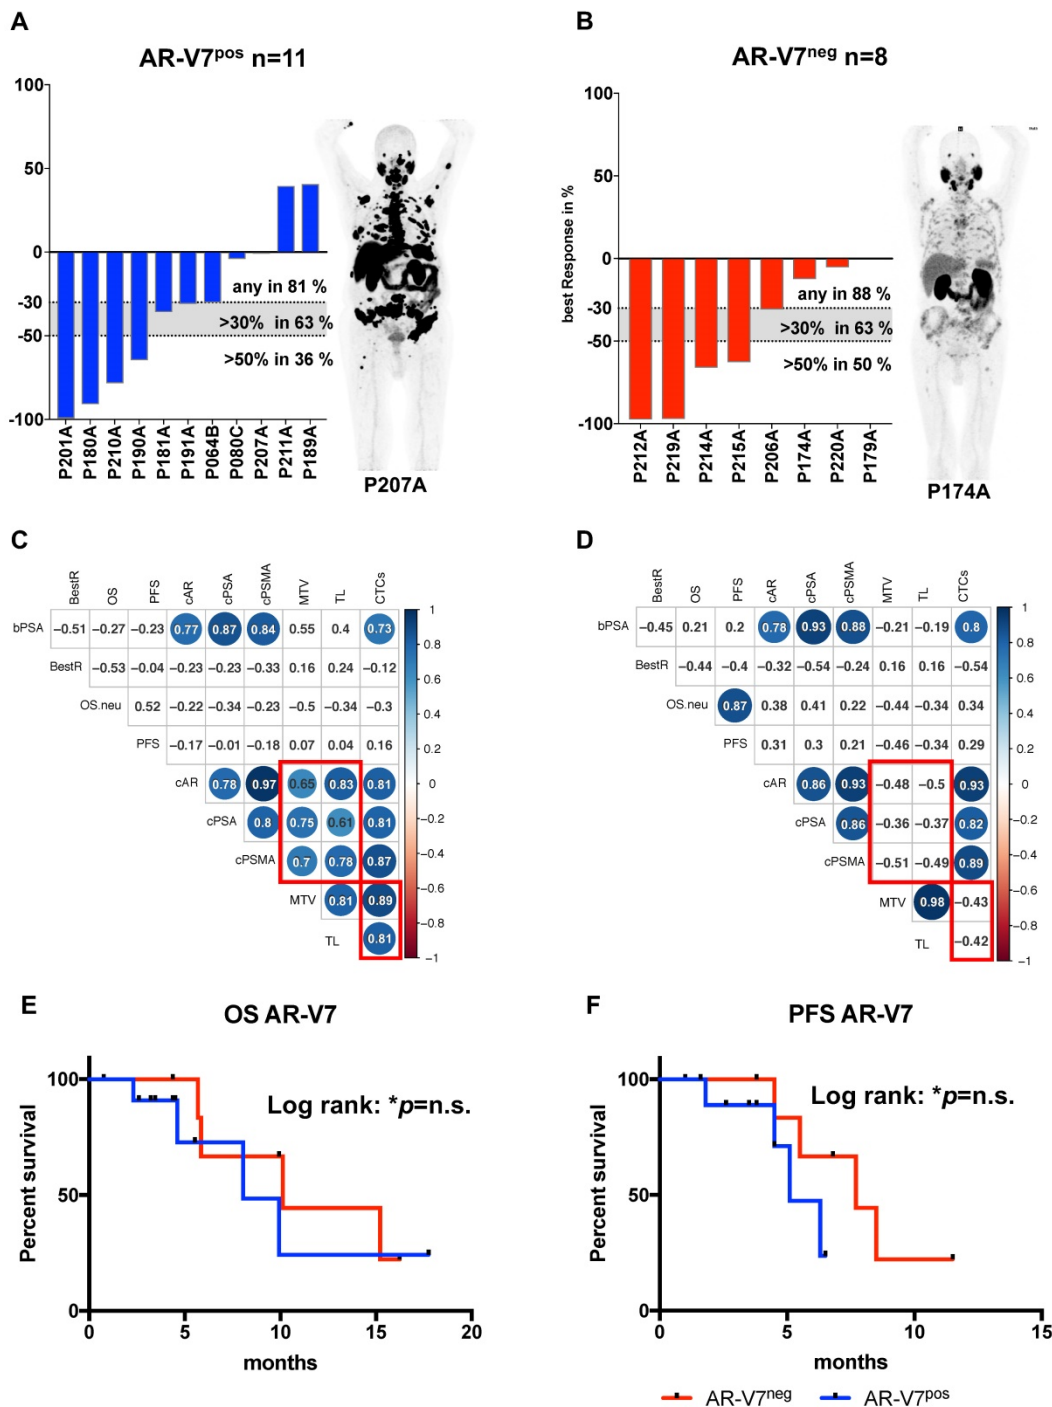 A
AR-V7pos n=11
100
50
0
-30
-50
-100
any in 81 %
>30% in 63 %
>50% in 36 %
P201A P180A P210A P190A P181A P191A P064B P080C P207A P211A P189A
P207A
B
AR-V7neg n=8
best Response in %
100
50
0
-30
-50
-100
any in 88 %
>30% in 63 %
>50% in 50 %
P212A P219A P214A P215A P206A P174A P220A P179A
P174A
C
BestR OS PFS cAR cPSA cPSMA MTV TL CTCs
bPSA −0.51 −0.27 −0.23 0.77 0.87 0.84 0.55 0.4 0.73
BestR −0.53 −0.04 −0.23 −0.23 −0.33 0.16 0.24 −0.12
OS.neu 0.52 −0.22 −0.34 −0.23 −0.5 −0.34 −0.3
PFS −0.17 −0.01 −0.18 0.07 0.04 0.16
cAR 0.78 0.97 0.65 0.83 0.81
cPSA 0.8 0.75 0.61 0.81
cPSMA 0.7 0.78 0.87
MTV 0.81 0.89
TL 0.81
1
0.8
0.6
0.4
0.2
0
−0.2
−0.4
−0.6
−0.8
−1
D
BestR OS PFS cAR cPSA cPSMA MTV TL CTCs
bPSA −0.45 0.21 0.2 0.78 0.93 0.88 −0.21 −0.19 0.8
BestR −0.44 −0.4 −0.32 −0.54 −0.24 0.16 0.16 −0.54
OS.neu 0.87 0.38 0.41 0.22 −0.44 −0.34 0.34
PFS 0.31 0.3 0.21 −0.46 −0.34 0.29
cAR 0.86 0.93 −0.48 −0.5 0.93
cPSA 0.86 −0.36 −0.37 0.82
cPSMA −0.51 −0.49 0.89
MTV 0.98 −0.43
TL −0.42
1
0.8
0.6
0.4
0.2
0
−0.2
−0.4
−0.6
−0.8
−1
E
OS AR-V7
Percent survival
100
50
0
Log rank: *p=n.s.
0 5 10 15 20
months
F
PFS AR-V7
Percent survival
100
50
0
Log rank: *p=n.s.
0 5 10 15
months
AR-V7neg AR-V7pos